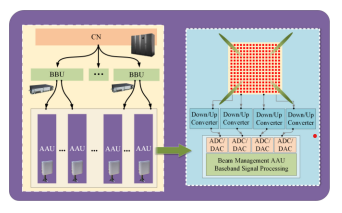 CN
BBU ... BBU
AAU ... AAU ... AAU ... AAU
Down/Up Down/Up Down/Up Down/Up
Converter Converter Converter Converter
ADC/ ADC/ ADC/ ADC/
DAC DAC DAC DAC
Beam Management AAU
Baseband Signal Processing